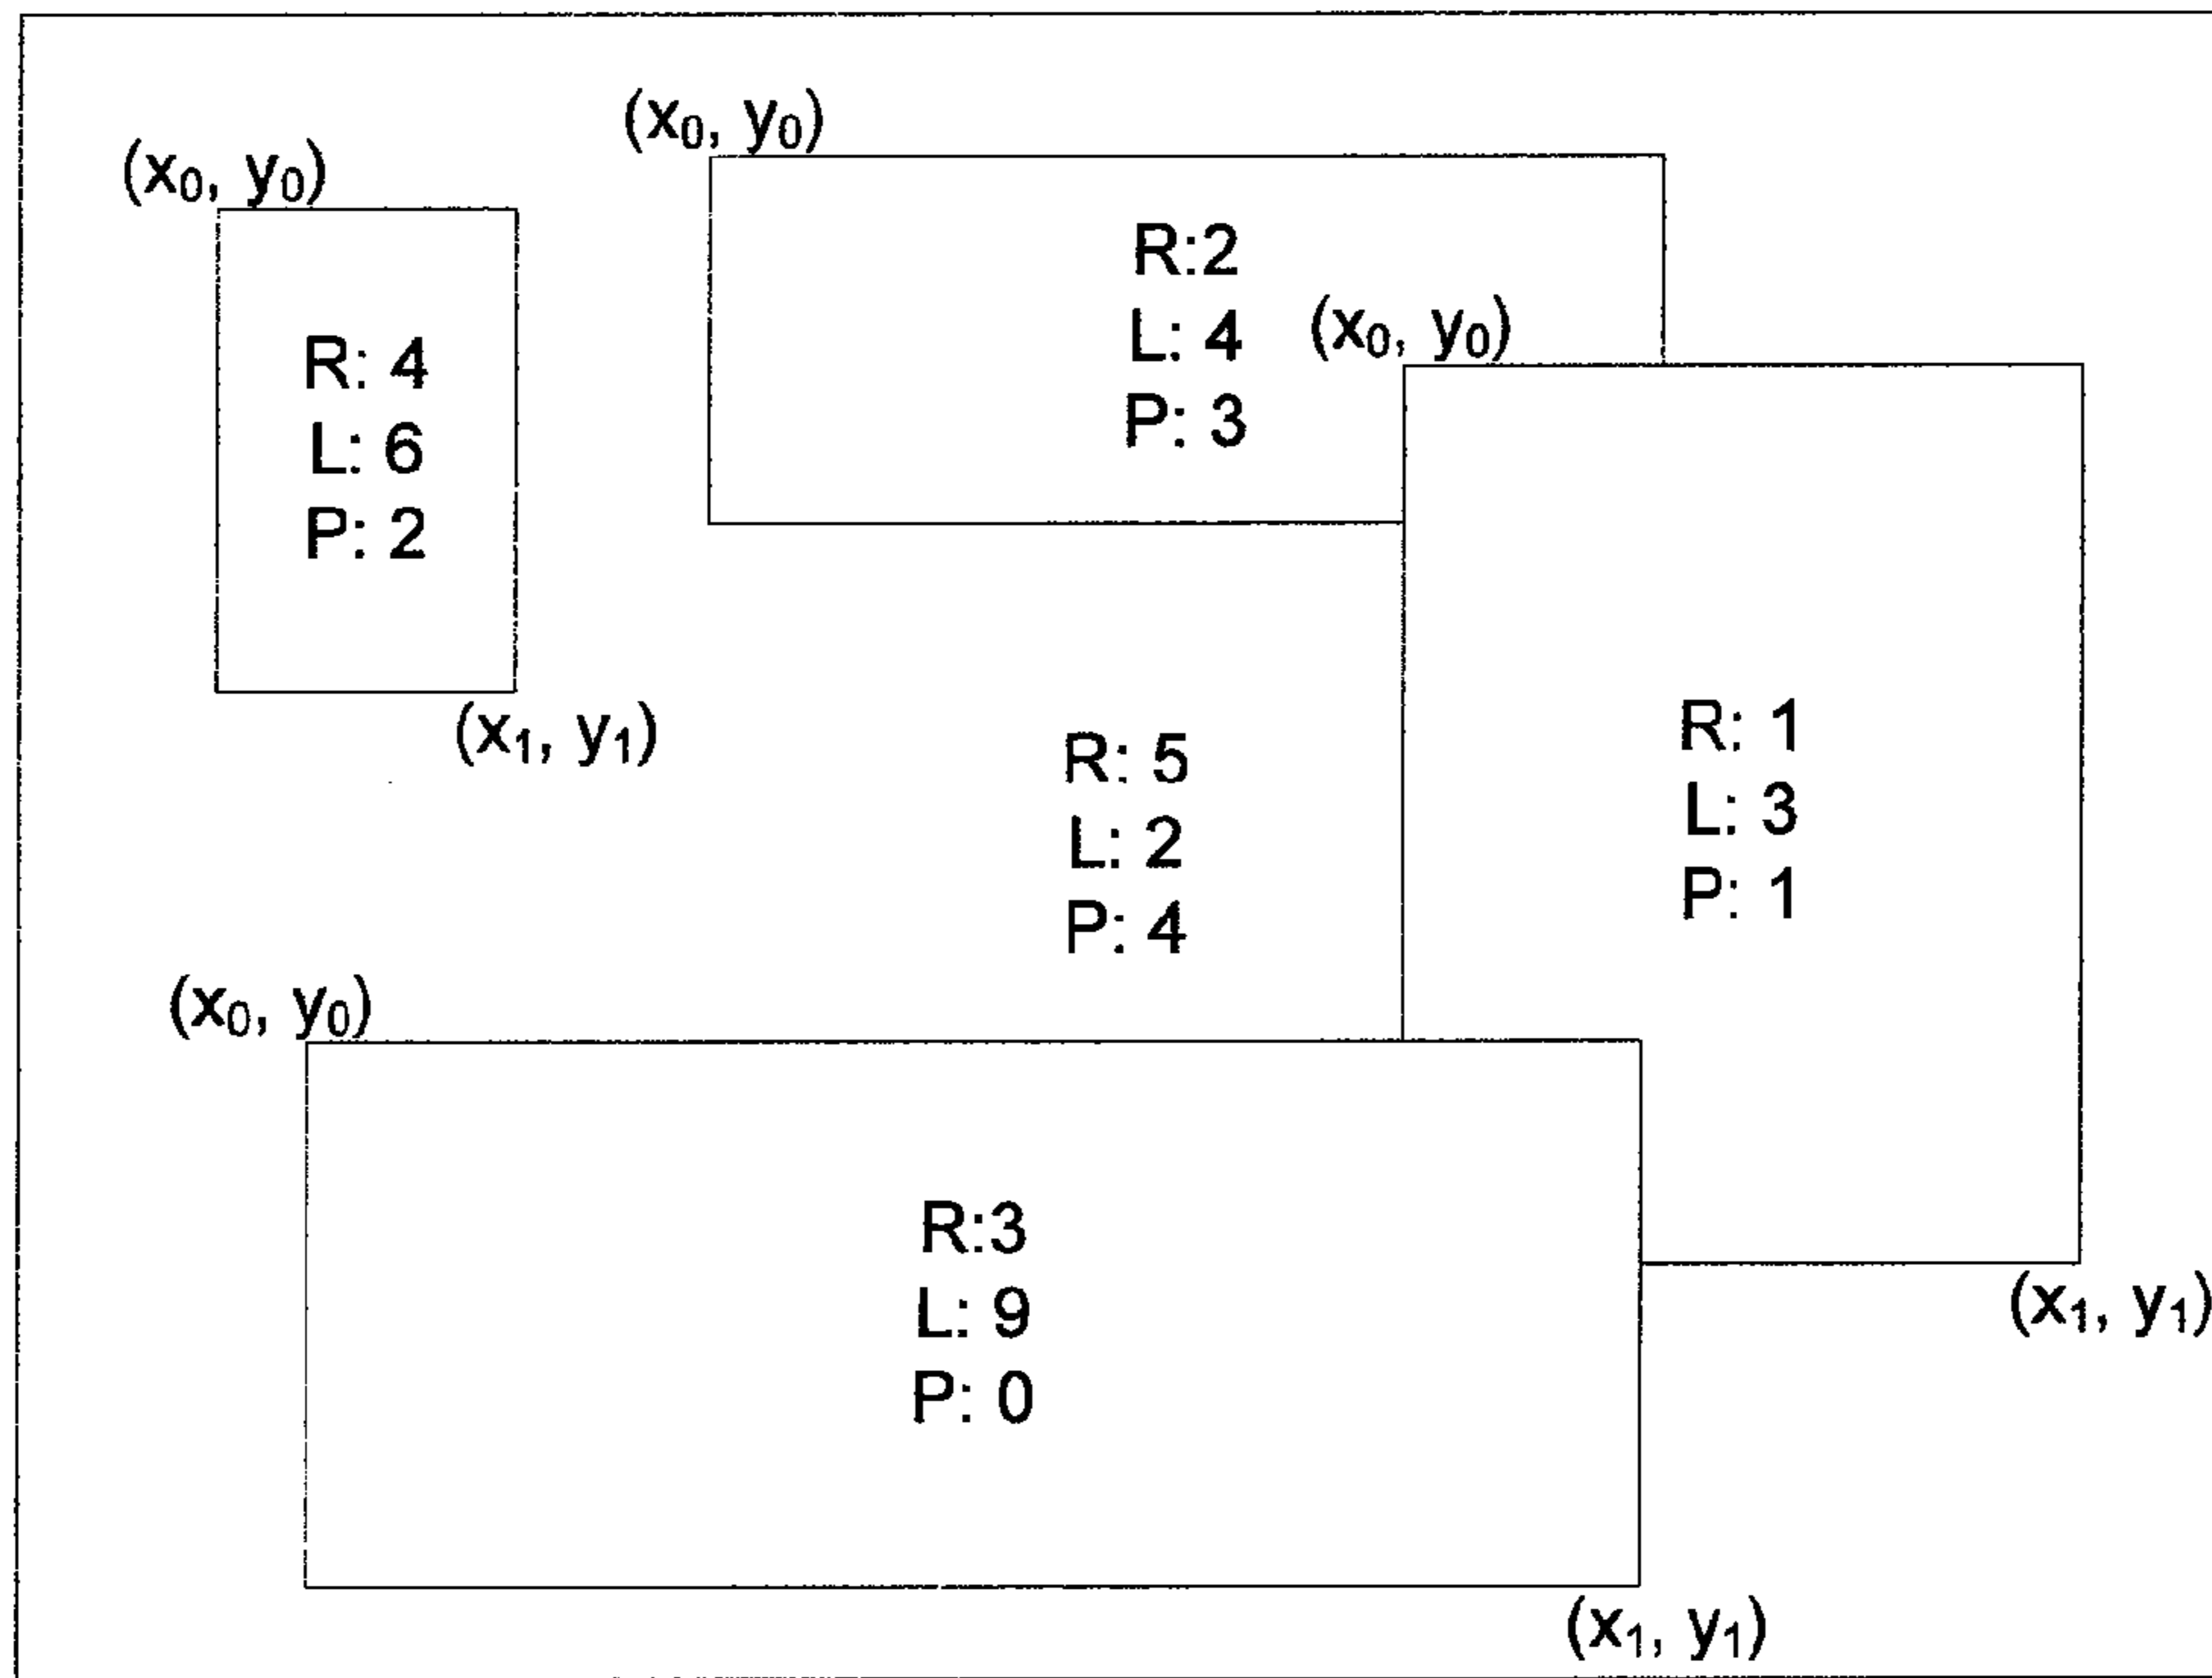 (x₀, y₀)
(x₀, y₀)
R: 4
L: 6
P: 2
(x₁, y₁)
R:2
L: 4
P: 3
(x₀, y₀)
R: 5
L: 2
P: 4
R: 1
L: 3
P: 1
(x₁, y₁)
(x₀, y₀)
R:3
L: 9
P: 0
(x₁, y₁)